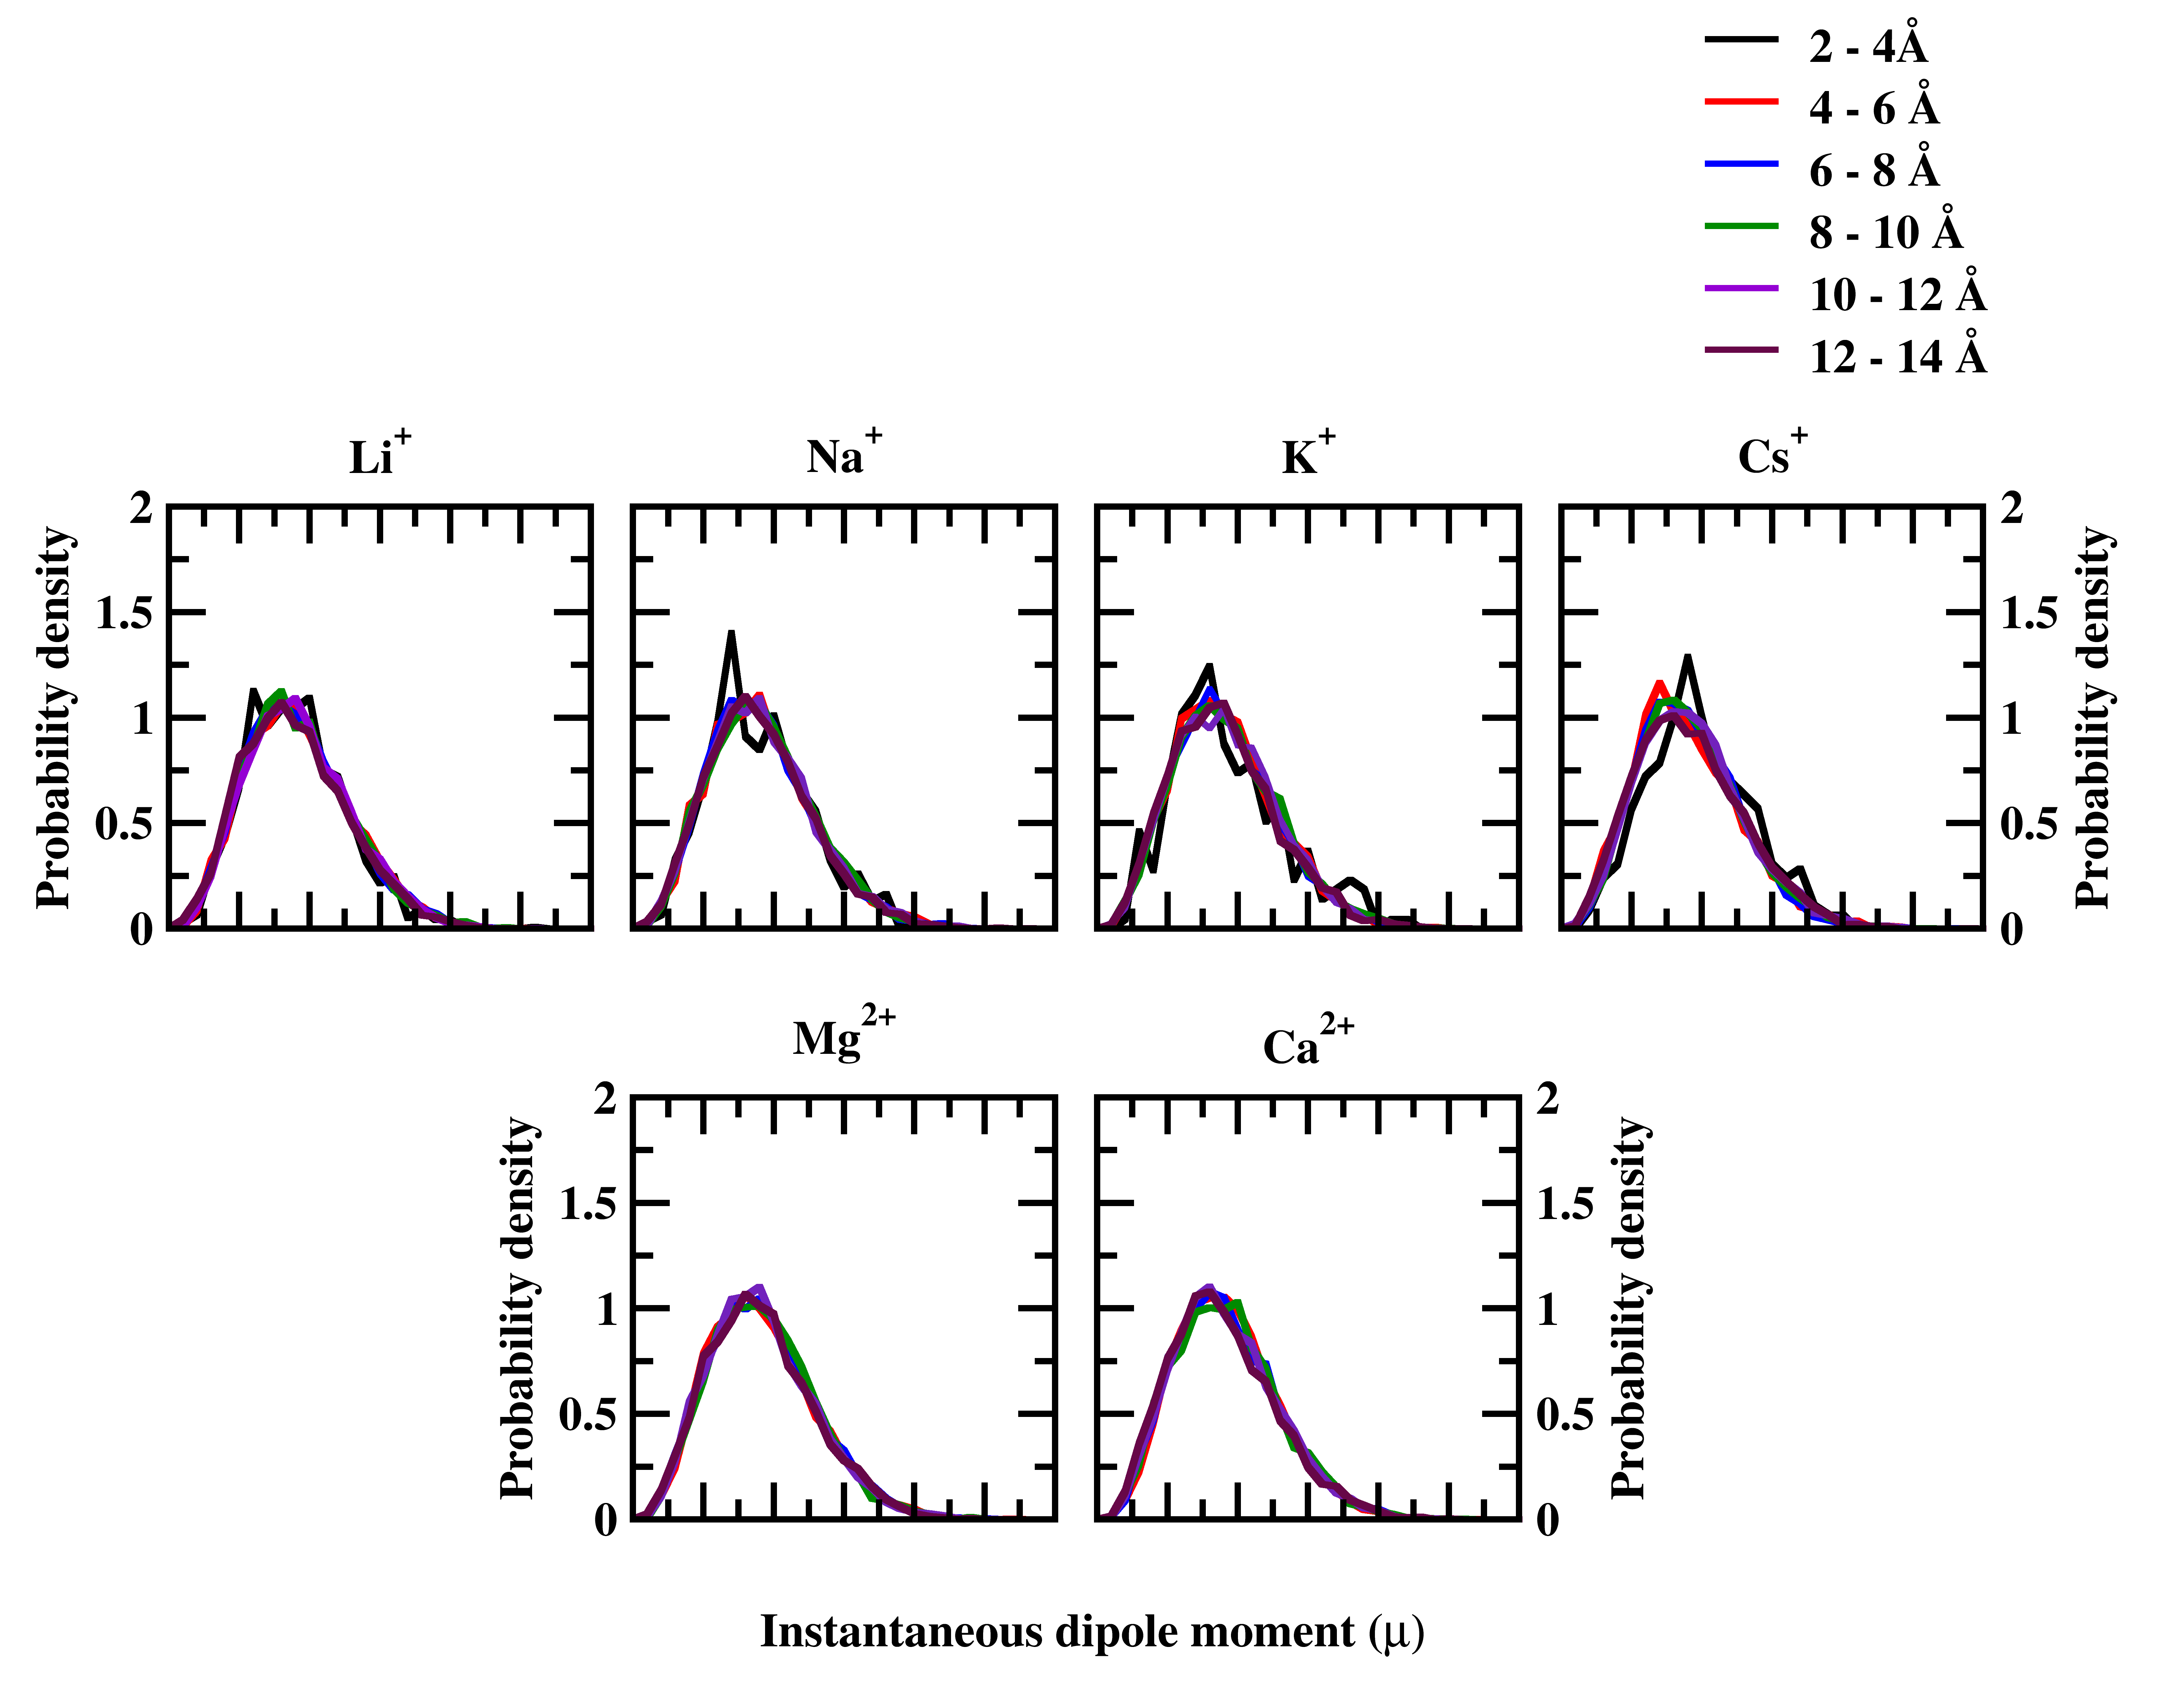 2 - 4Å
4 - 6 Å
6 - 8 Å
8 - 10 Å
10 - 12 Å
12 - 14 Å
Li+
Na+
K+
Cs+
Probability density
2
1.5
1
0.5
0
2
1.5
1
0.5
0
Probability density
Mg2+
Ca2+
Probability density
2
1.5
1
0.5
0
2
1.5
1
0.5
0
Probability density
Instantaneous dipole moment (μ)